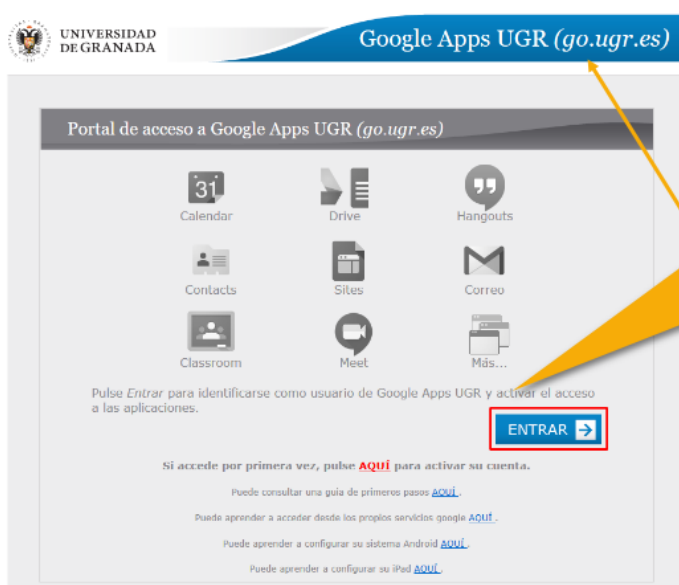 UNIVERSIDAD
DE GRANADA
Google Apps UGR (go.ugr.es)
Portal de acceso a Google Apps UGR (go.ugr.es)
31
Calendar
Drive
Hangouts
Contacts
Sites
Correo
Classroom
Meet
Más...
Pulse Entrar para identificarse como usuario de Google Apps UGR y activar el acceso
a las aplicaciones.
ENTRAR
Si accede por primera vez, pulse AQUÍ para activar su cuenta.
Puede consultar una guia de primeros pasos AQUÍ .
Puede aprender a acceder desde los propios servicios google AQUÍ .
Puede aprender a configurar su sistema Android AQUÍ .
Puede aprender a configurar su iPad AQUÍ .